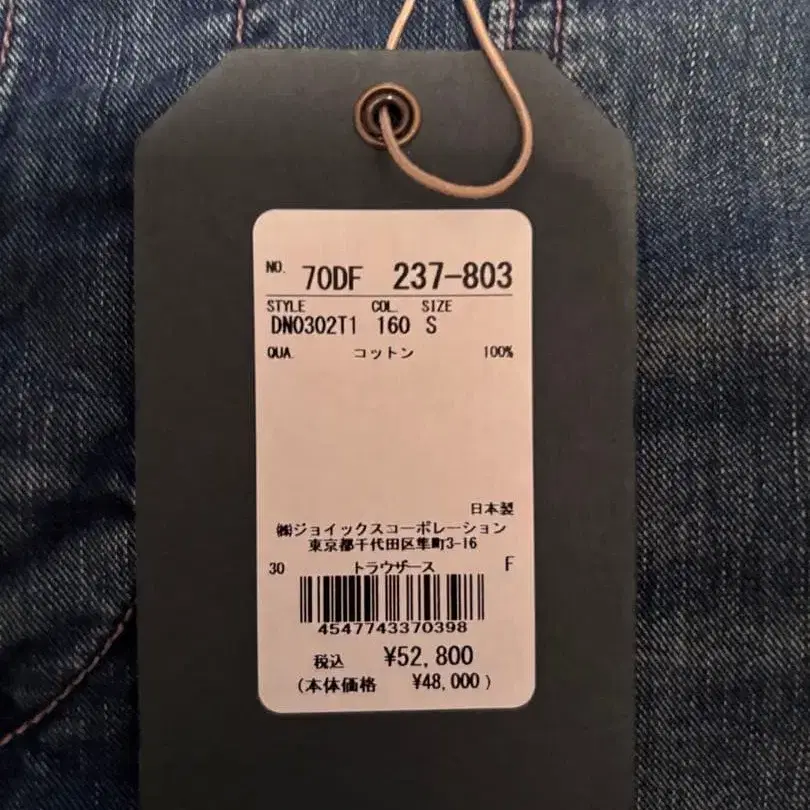 NO. 70DF 237-803
STYLE COL. SIZE
DN0302T1 160 S
QUA. コットン 100%
日本製
㈱ジョイックスコーポレーション
東京都千代田区隼町3-16
30 トラウザース F
4547743370398
税込 ¥52,800
(本体価格 ¥48,000)